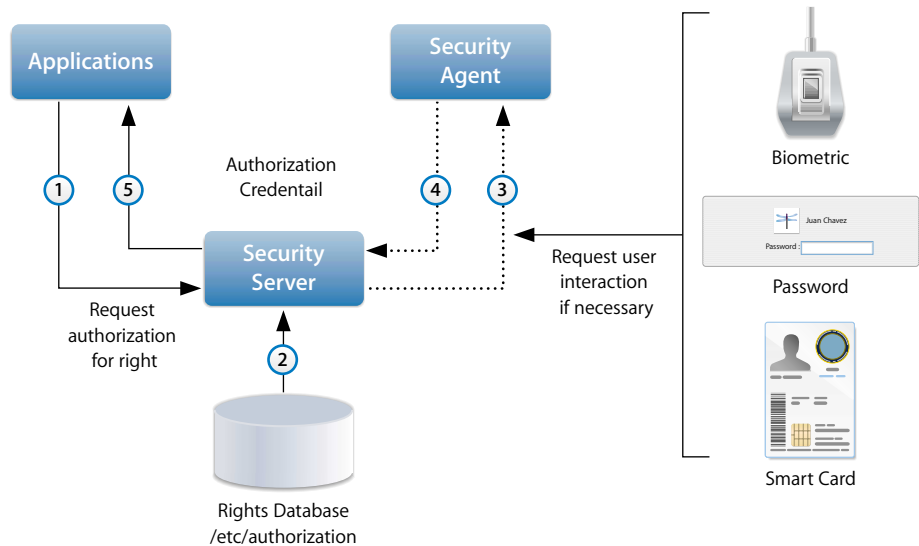 Applications
Security
Agent
Biometric
Authorization
Credentail
1
5
4
3
Juan Chavez
Password :
Security
Server
Request user
interaction
if necessary
Password
Request
authorization
for right
2
Smart Card
Rights Database
/etc/authorization